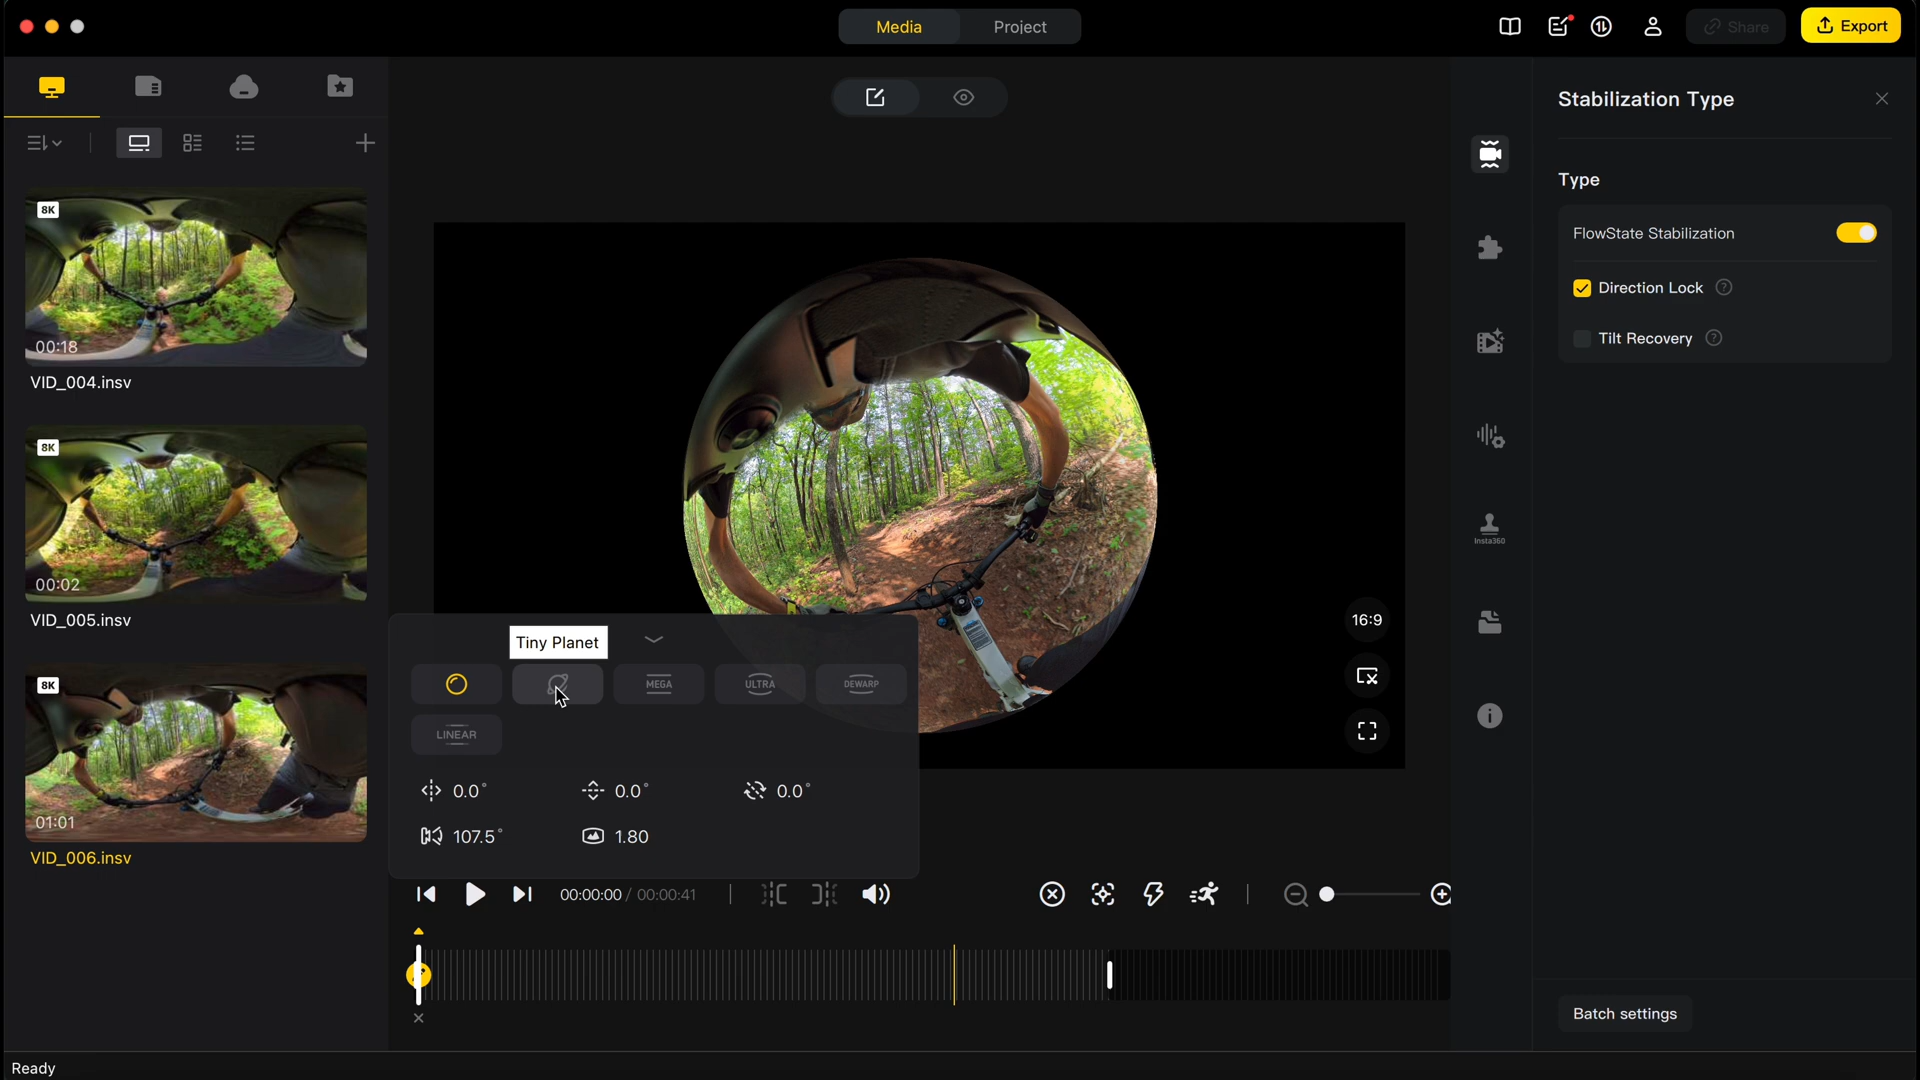 Media
Project
Share
Export
8K
00:18
VID_004.insv
8K
00:02
VID_005.insv
8K
01:01
VID_006.insv
Tiny Planet
MEGA
ULTRA
DEWARP
LINEAR
0.0°
0.0°
0.0°
107.5°
1.80
16:9
00:00:00 / 00:00:41
Insta360
Stabilization Type
Type
FlowState Stabilization
Direction Lock
Tilt Recovery
Batch settings
Ready